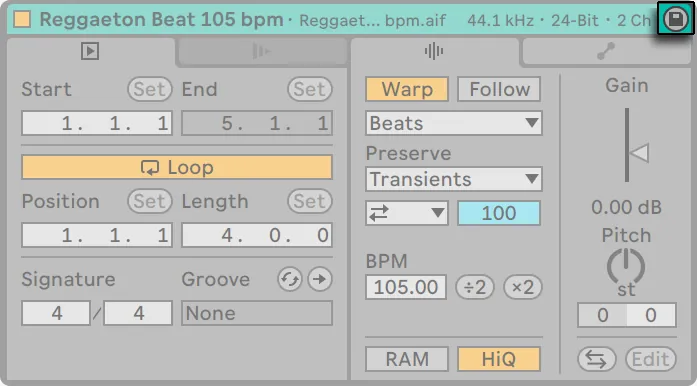 Reggaeton Beat 105 bpm · Reggaet... bpm.aif 44.1 kHz · 24-Bit · 2 Ch
Start Set End Set
1. 1. 1 5. 1. 1
Loop
Position Set Length Set
1. 1. 1 4. 0. 0
Signature Groove
4 / 4 None
Warp Follow
Beats
Preserve
Transients
100
BPM
105.00 ÷2 ×2
RAM HiQ
Gain
0.00 dB
Pitch
st
0 0
Edit